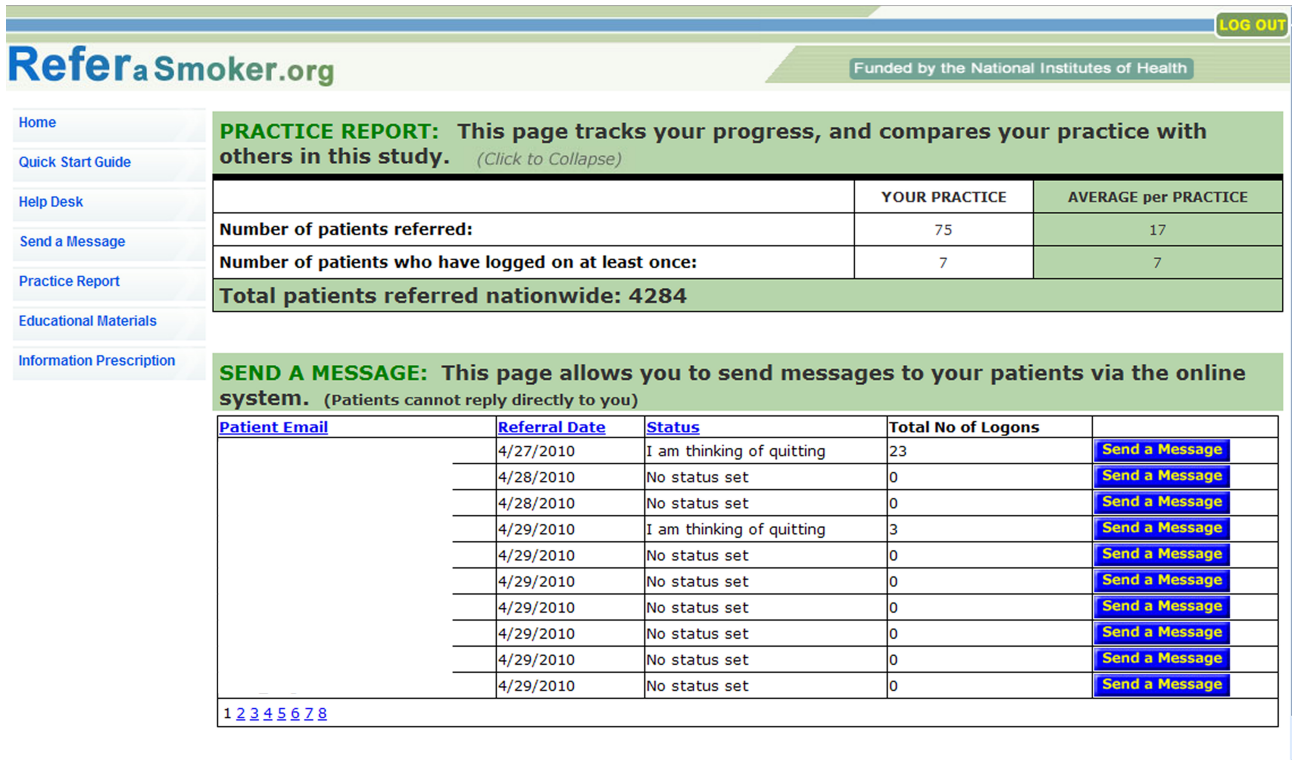 LOG OUT
Refer a Smoker.org
Funded by the National Institutes of Health
Home
Quick Start Guide
Help Desk
Send a Message
Practice Report
Educational Materials
Information Prescription
PRACTICE REPORT: This page tracks your progress, and compares your practice with
others in this study. (Click to Collapse)
YOUR PRACTICE AVERAGE per PRACTICE
Number of patients referred: 75 17
Number of patients who have logged on at least once: 7 7
Total patients referred nationwide: 4284
SEND A MESSAGE: This page allows you to send messages to your patients via the online
system. (Patients cannot reply directly to you)
Patient Email Referral Date Status Total No of Logons
4/27/2010 I am thinking of quitting 23 Send a Message
4/28/2010 No status set 0 Send a Message
4/28/2010 No status set 0 Send a Message
4/29/2010 I am thinking of quitting 3 Send a Message
4/29/2010 No status set 0 Send a Message
4/29/2010 No status set 0 Send a Message
4/29/2010 No status set 0 Send a Message
4/29/2010 No status set 0 Send a Message
4/29/2010 No status set 0 Send a Message
4/29/2010 No status set 0 Send a Message
1 2 3 4 5 6 7 8